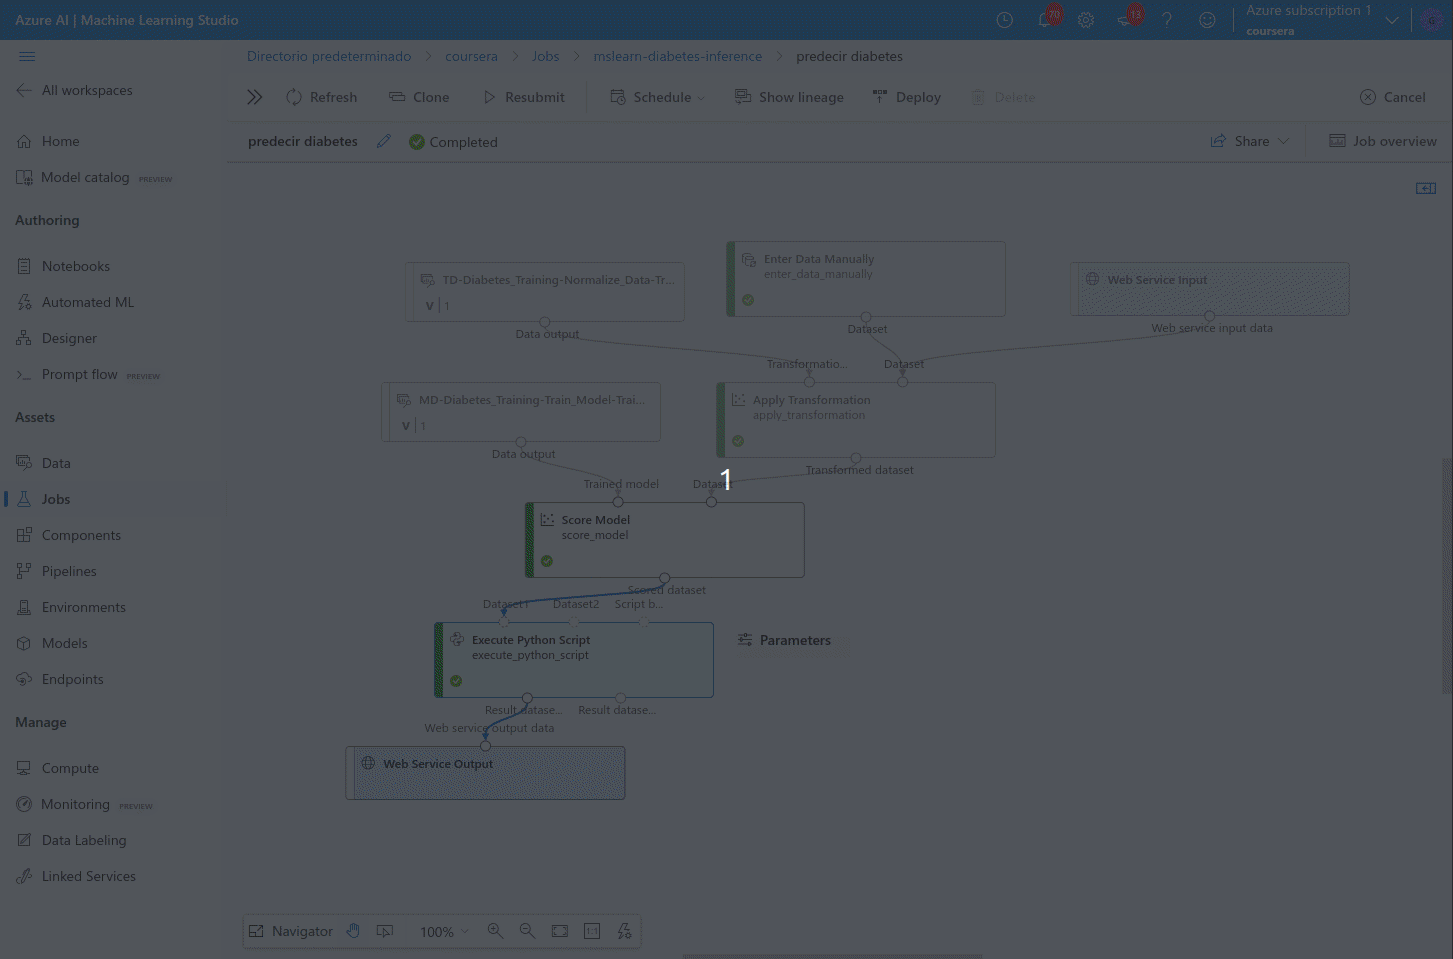 Azure AI | Machine Learning Studio
70
13
Azure subscription 1
coursera
G
Directorio predeterminado > coursera > Jobs > mslearn-diabetes-inference > predecir diabetes
All workspaces
Refresh
Clone
Resubmit
Schedule
Show lineage
Deploy
Delete
Cancel
predecir diabetes
Completed
Share
Job overview
Home
Model catalog PREVIEW
Authoring
Notebooks
Automated ML
Designer
Prompt flow PREVIEW
Assets
Data
Jobs
Components
Pipelines
Environments
Models
Endpoints
Manage
Compute
Monitoring PREVIEW
Data Labeling
Linked Services
TD-Diabetes_Training-Normalize_Data-Tr...
V | 1
Data output
Enter Data Manually
enter_data_manually
Dataset
Web Service Input
Web service input data
Transformatio...
Dataset
MD-Diabetes_Training-Train_Model-Trai...
V | 1
Data output
Apply Transformation
apply_transformation
Transformed dataset
1
Trained model
Dataset
Score Model
score_model
Scored dataset
Dataset1
Dataset2
Script b...
Execute Python Script
execute_python_script
Parameters
Result datase...
Result datase...
Web service output data
Web Service Output
Navigator
100%
1:1